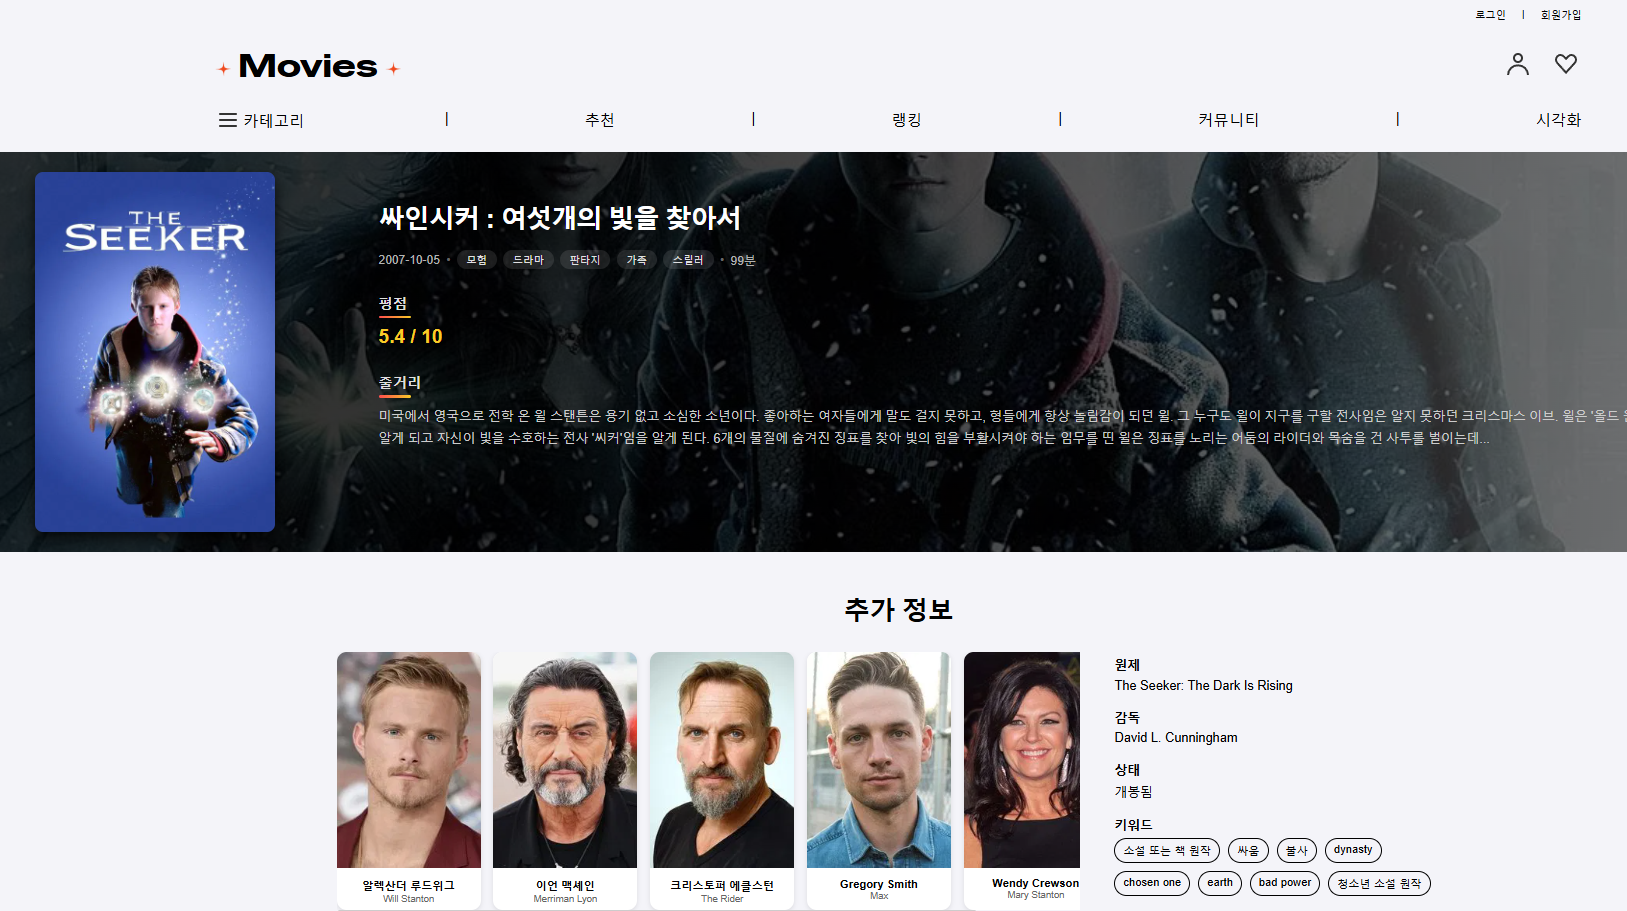 로그인 | 회원가입
Movies
카테고리 | 추천 | 랭킹 | 커뮤니티 | 시각화
THE
SEEKER
싸인시커 : 여섯개의 빛을 찾아서
2007-10-05 • 모험 드라마 판타지 가족 스릴러 • 99분
평점
5.4 / 10
줄거리
미국에서 영국으로 전학 온 윌 스탠튼은 용기 없고 소심한 소년이다. 좋아하는 여자들에게 말도 걸지 못하고, 형들에게 항상 놀림감이 되던 윌. 그 누구도 윌이 지구를 구할 전사임은 알지 못하던 크리스마스 이브. 윌은 '올드
알게 되고 자신이 빛을 수호하는 전사 '씨커'임을 알게 된다. 6개의 물질에 숨겨진 징표를 찾아 빛의 힘을 부활시켜야 하는 임무를 띤 윌은 징표를 노리는 어둠의 라이더와 목숨을 건 사투를 벌이는데...
추가 정보
알렉산더 루드위그
Will Stanton
이언 맥셰인
Merriman Lyon
크리스토퍼 에클스턴
The Rider
Gregory Smith
Max
Wendy Crewson
Mary Stanton
원제
The Seeker: The Dark Is Rising
감독
David L. Cunningham
상태
개봉됨
키워드
소설 또는 책 원작 싸움 불사 dynasty
chosen one earth bad power 청소년 소설 원작